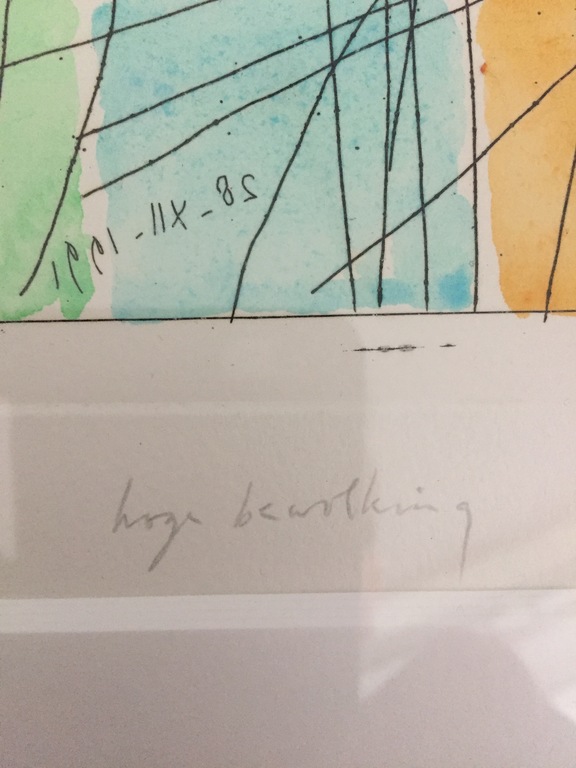 28 - XII - 1991
hoge bewolking